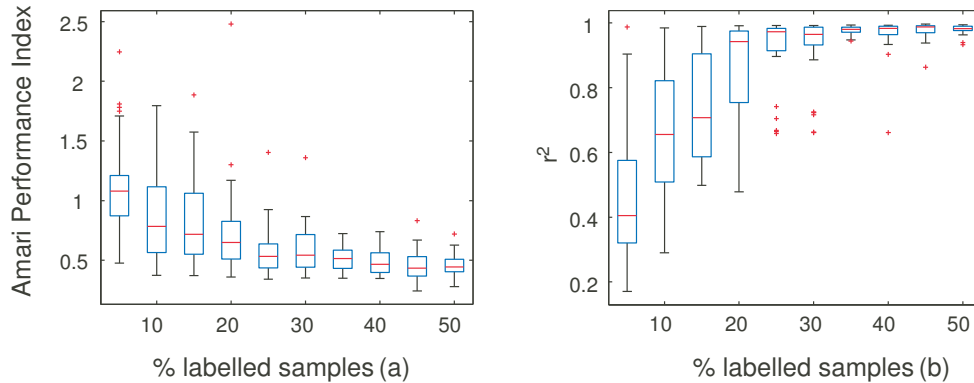 Amari Performance Index
2.5
2
1.5
1
0.5
10 20 30 40 50
% labelled samples (a)
r²
1
0.8
0.6
0.4
0.2
10 20 30 40 50
% labelled samples (b)